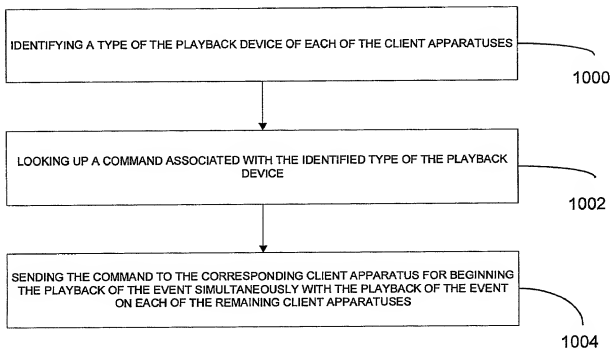 IDENTIFYING A TYPE OF THE PLAYBACK DEVICE OF EACH OF THE CLIENT APPARATUSES
1000
LOOKING UP A COMMAND ASSOCIATED WITH THE IDENTIFIED TYPE OF THE PLAYBACK
DEVICE
1002
SENDING THE COMMAND TO THE CORRESPONDING CLIENT APPARATUS FOR BEGINNING
THE PLAYBACK OF THE EVENT SIMULTANEOUSLY WITH THE PLAYBACK OF THE EVENT
ON EACH OF THE REMAINING CLIENT APPARATUSES
1004